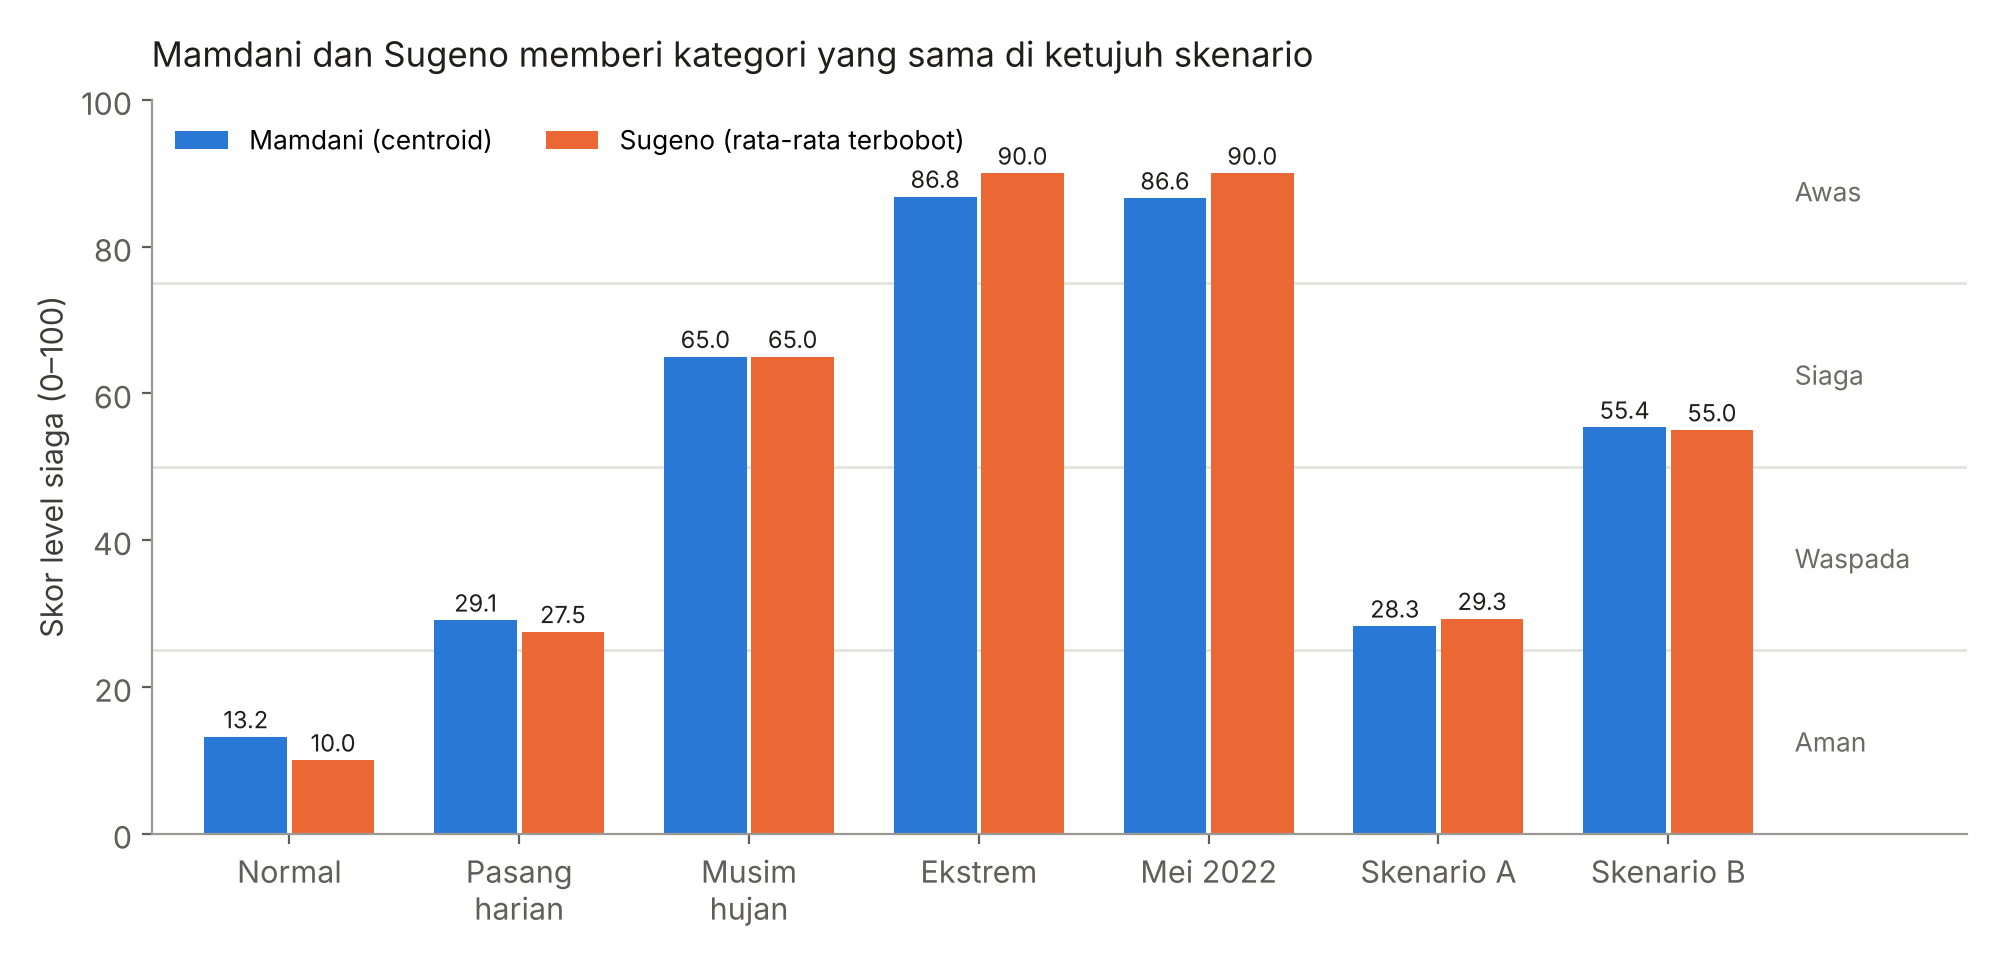 Mamdani dan Sugeno memberi kategori yang sama di ketujuh skenario
Mamdani (centroid)
Sugeno (rata-rata terbobot)
Skor level siaga (0–100)
100
80
60
40
20
0
13.2
10.0
29.1
27.5
65.0
65.0
86.8
90.0
86.6
90.0
28.3
29.3
55.4
55.0
Awas
Siaga
Waspada
Aman
Normal
Pasang
harian
Musim
hujan
Ekstrem
Mei 2022
Skenario A
Skenario B